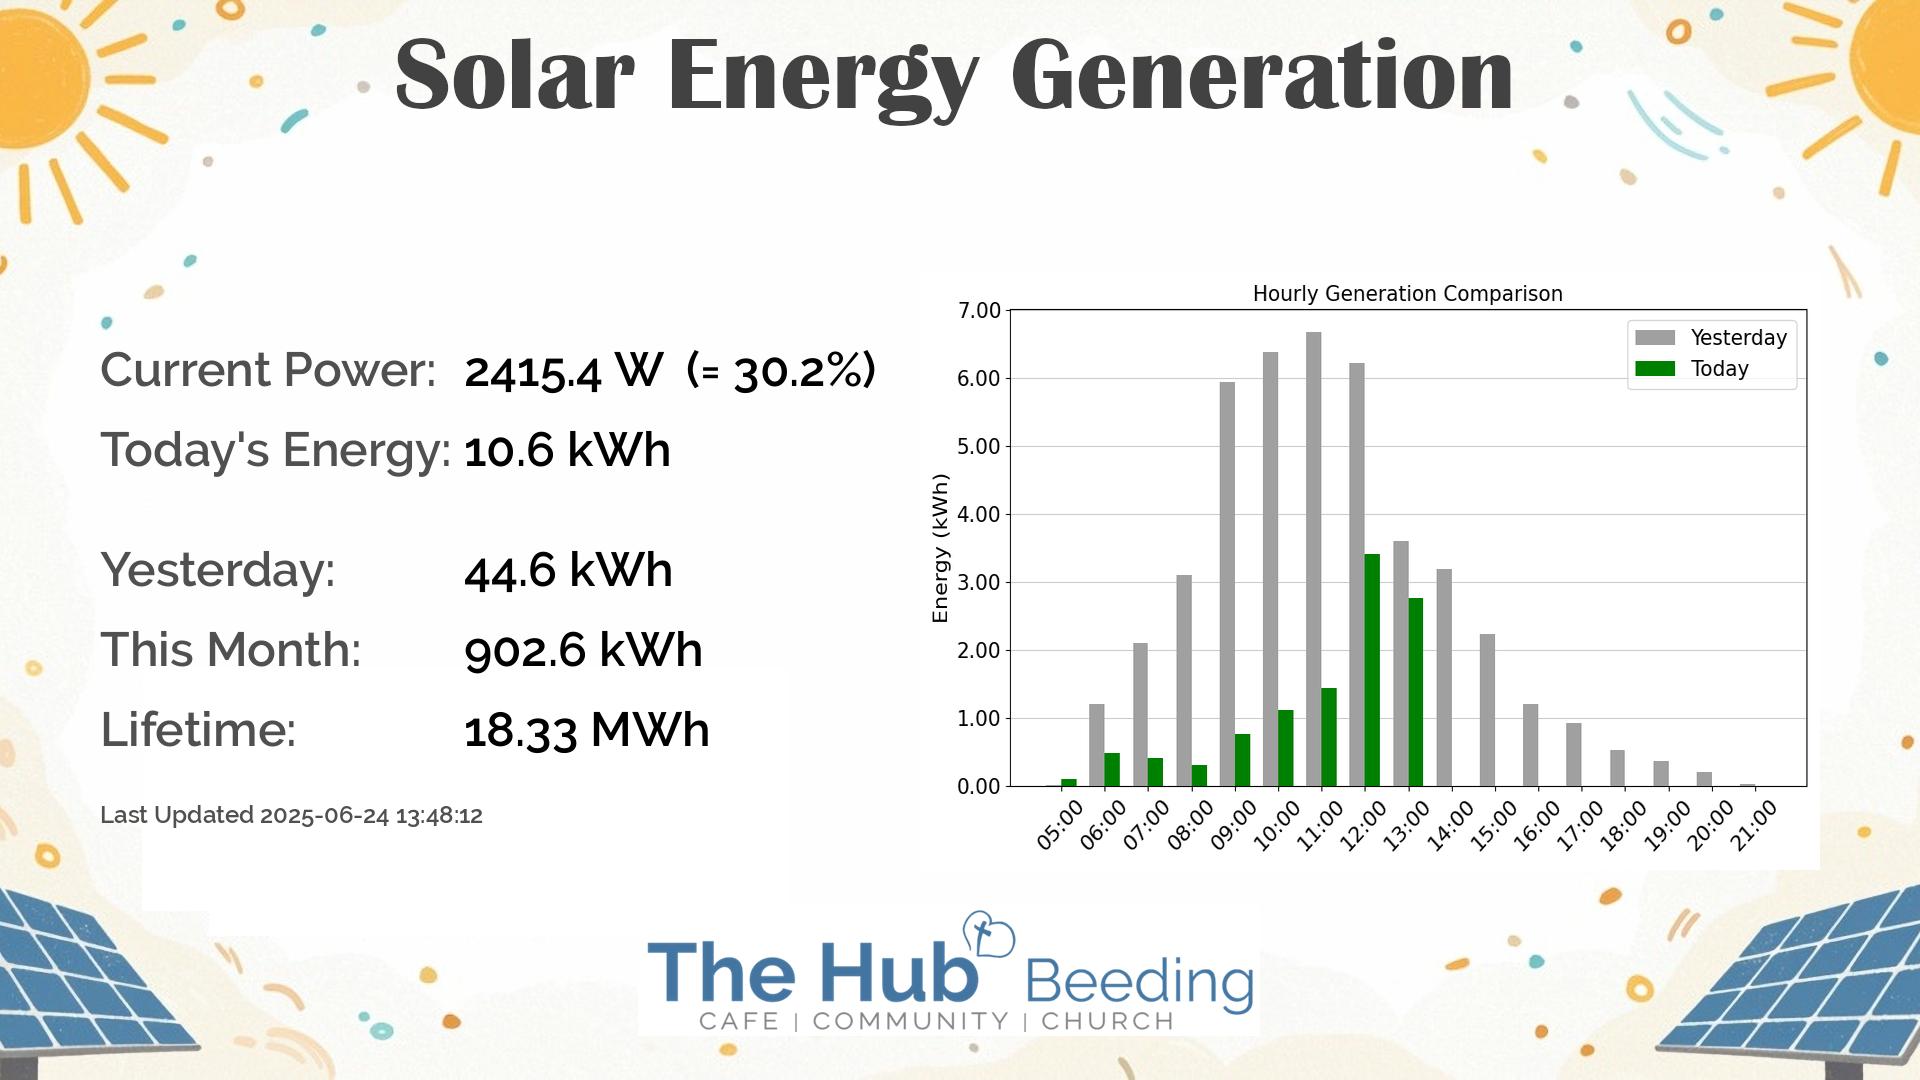 Solar Energy Generation
Current Power: 2415.4 W (= 30.2%)
Today's Energy: 10.6 kWh
Yesterday: 44.6 kWh
This Month: 902.6 kWh
Lifetime: 18.33 MWh
Last Updated 2025-06-24 13:48:12
Hourly Generation Comparison
Yesterday
Today
Energy (kWh)
7.00
6.00
5.00
4.00
3.00
2.00
1.00
0.00
05:00 06:00 07:00 08:00 09:00 10:00 11:00 12:00 13:00 14:00 15:00 16:00 17:00 18:00 19:00 20:00 21:00
The Hub Beeding
CAFE | COMMUNITY | CHURCH